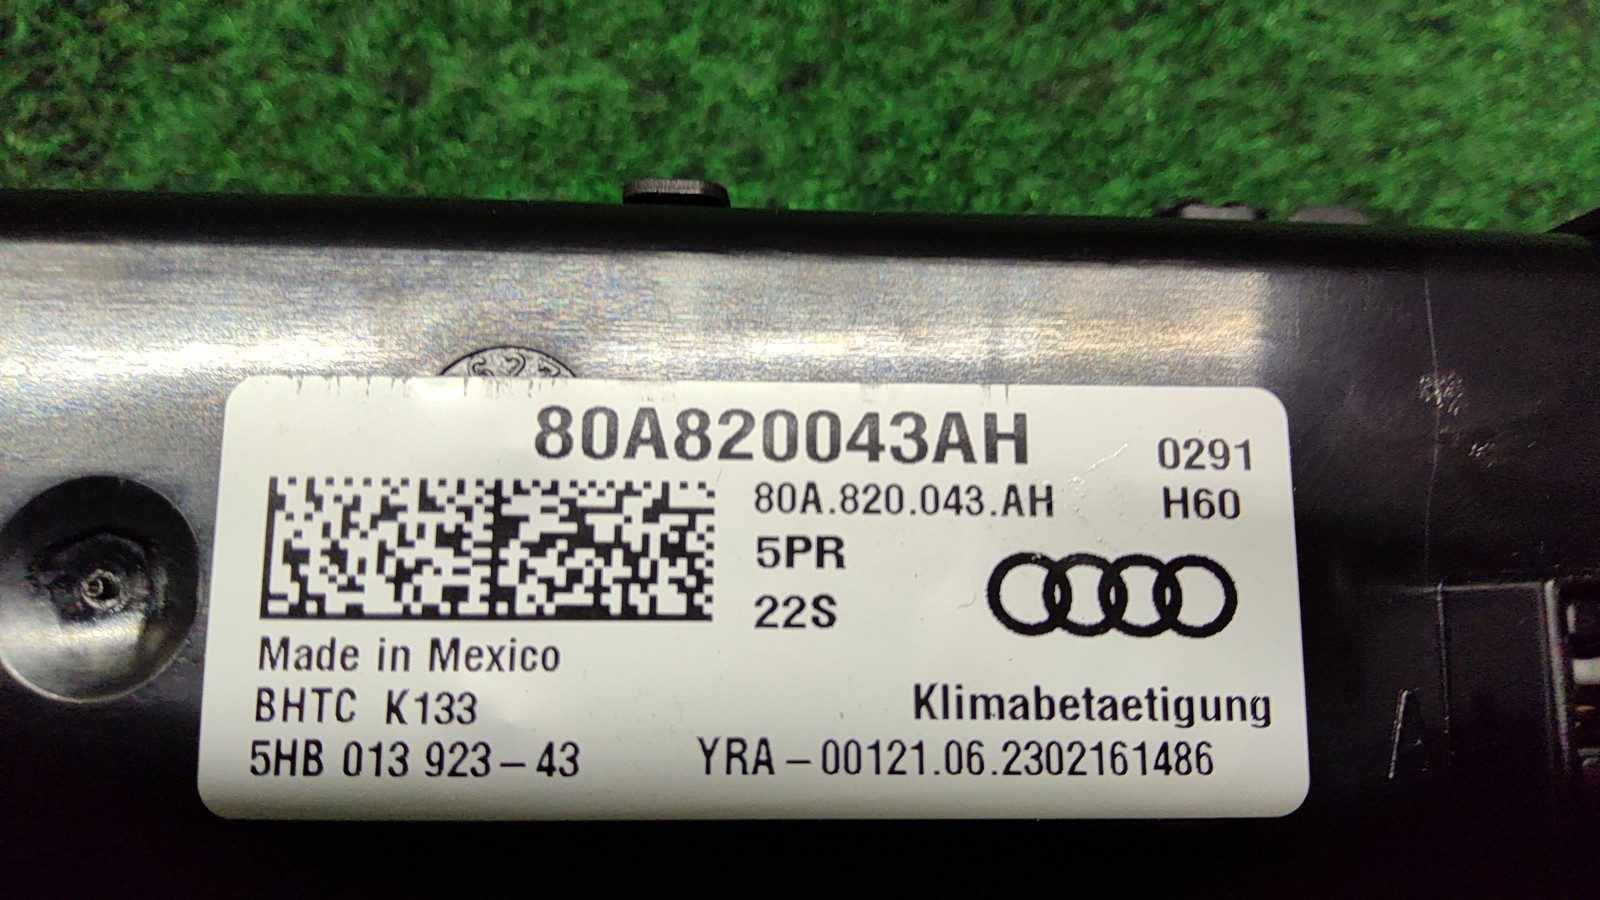 80A820043AH
0291
80A.820.043.AH
H60
5PR
22S
Made in Mexico
BHTC K133
Klimabetaetigung
5HB 013 923-43
YRA-00121.06.2302161486
A